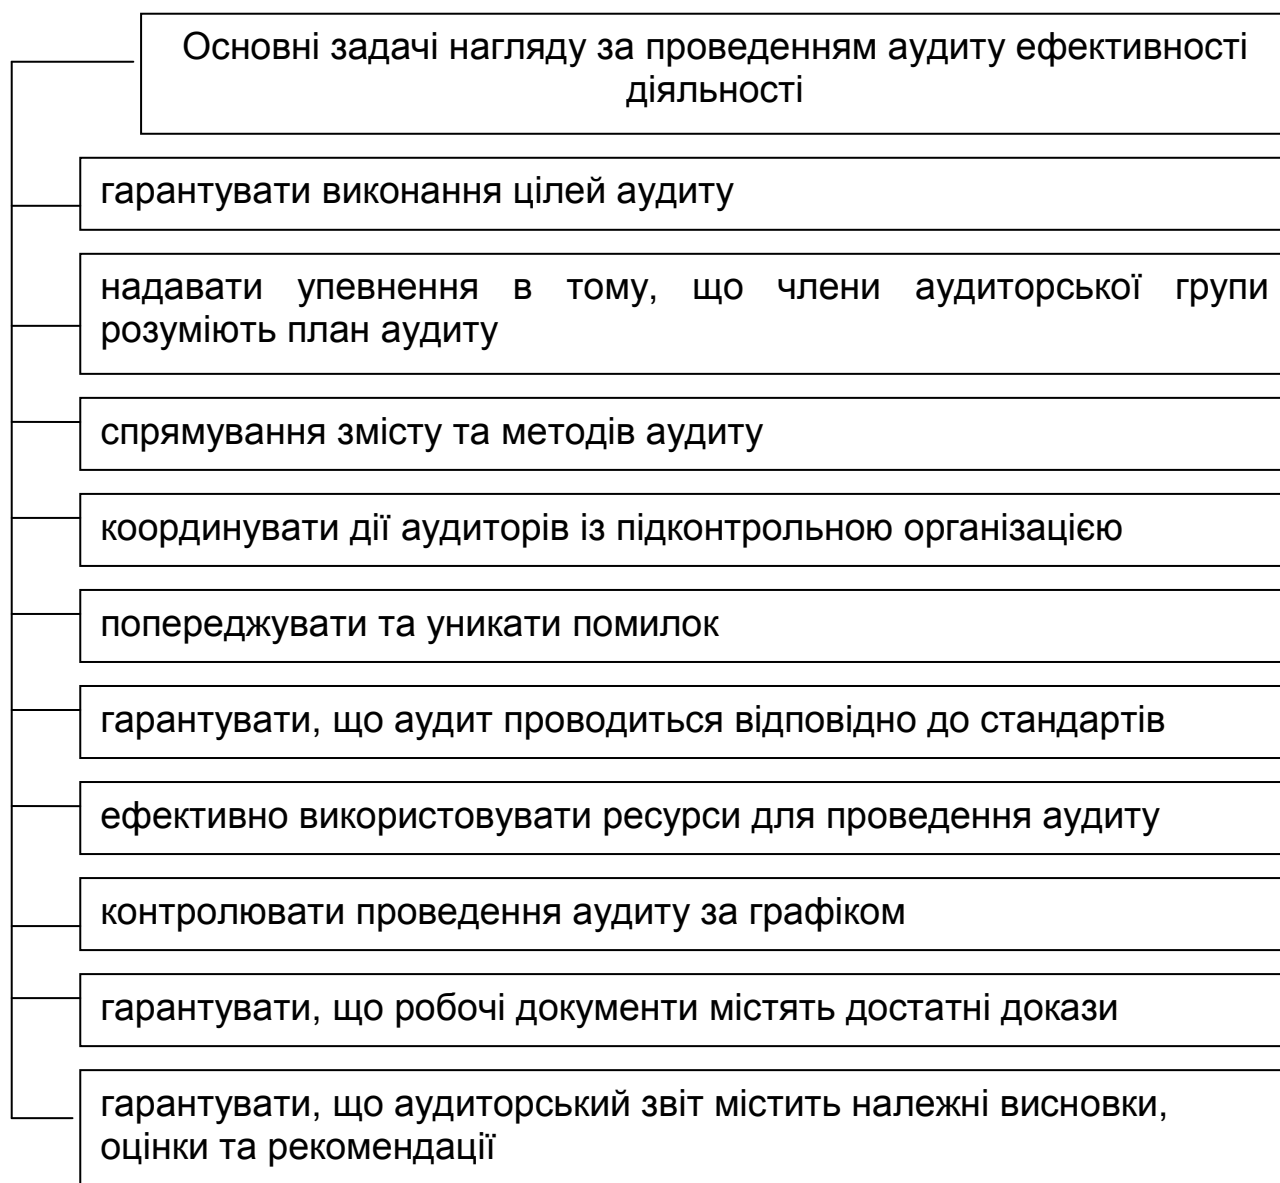 Основні задачі нагляду за проведенням аудиту ефективності
діяльності
гарантувати виконання цілей аудиту
надавати упевнення в тому, що члени аудиторської групи
розуміють план аудиту
спрямування змісту та методів аудиту
координувати дії аудиторів із підконтрольною організацією
попереджувати та уникати помилок
гарантувати, що аудит проводиться відповідно до стандартів
ефективно використовувати ресурси для проведення аудиту
контролювати проведення аудиту за графіком
гарантувати, що робочі документи містять достатні докази
гарантувати, що аудиторський звіт містить належні висновки,
оцінки та рекомендації